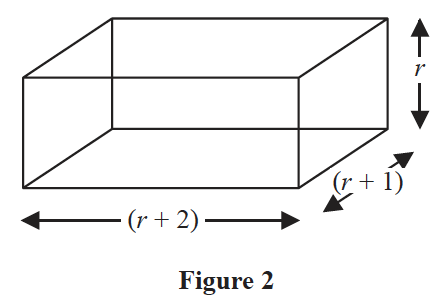 r
(r + 1)
(r + 2)
Figure 2